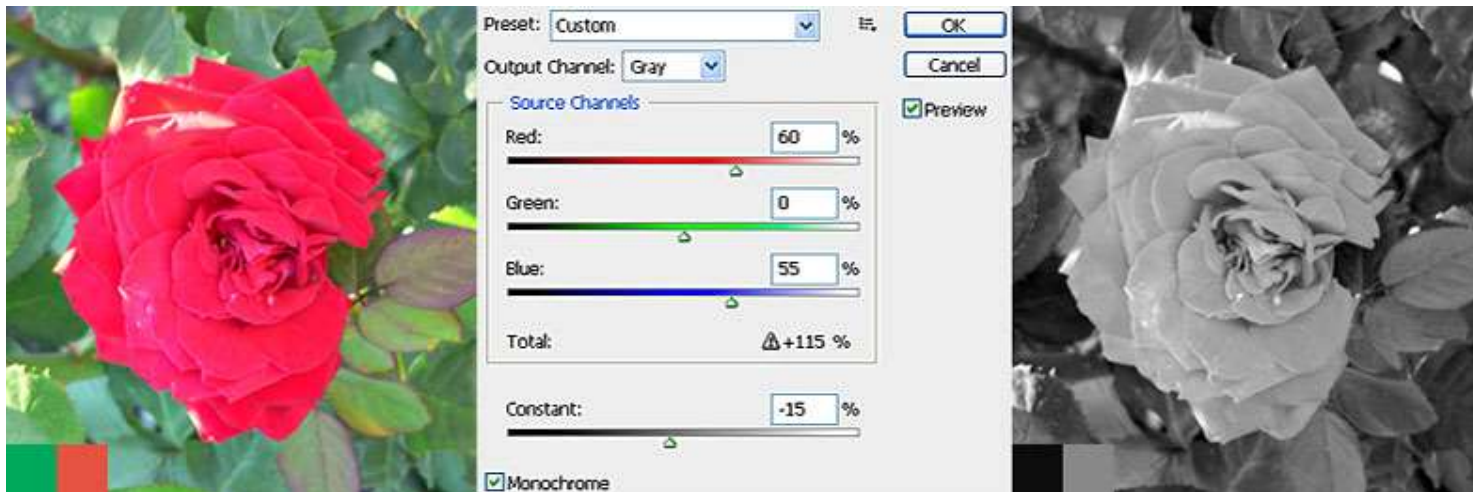 Preset: Custom
OK
Output Channel: Gray
Cancel
Source Channels
Preview
Red: 60 %
Green: 0 %
Blue: 55 %
Total: +115 %
Constant: -15 %
Monochrome